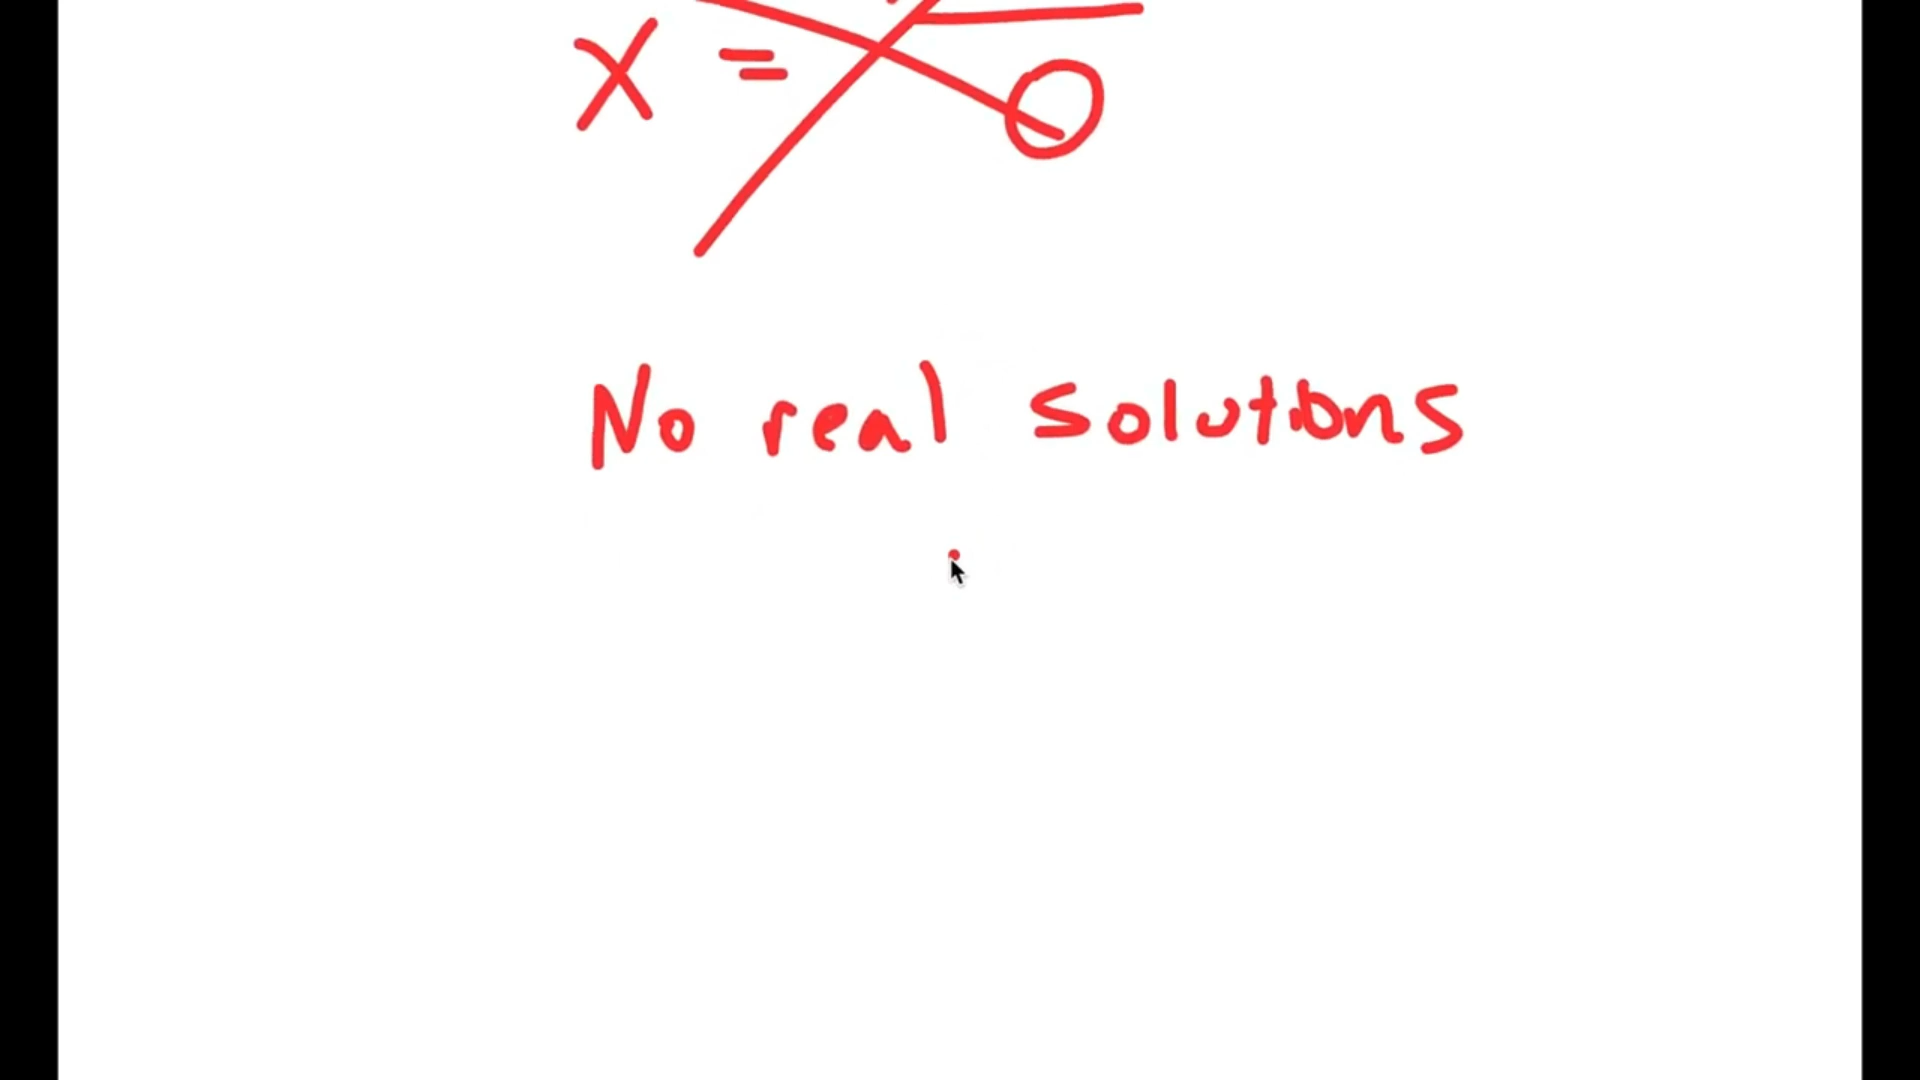 X = 0
No real solutions